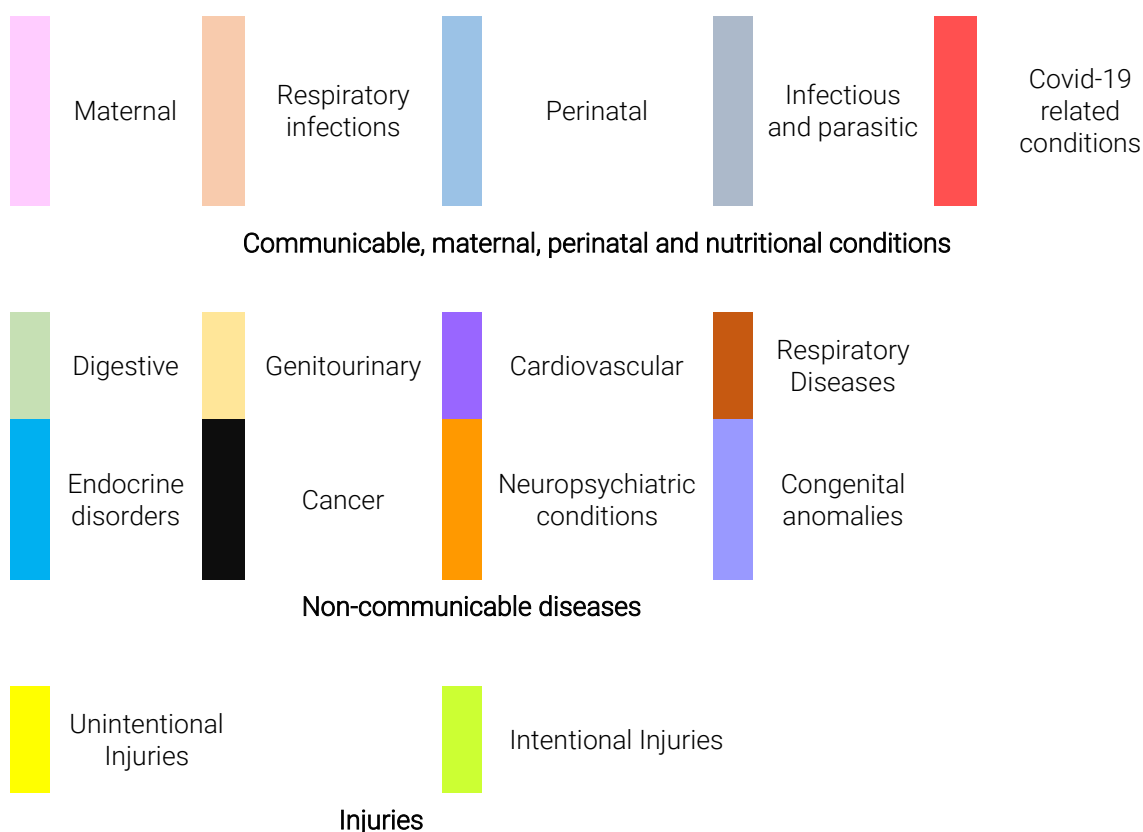 Maternal
Respiratory
infections
Perinatal
Infectious
and parasitic
Covid-19
related
conditions
Communicable, maternal, perinatal and nutritional conditions
Digestive
Genitourinary
Cardiovascular
Respiratory
Diseases
Endocrine
disorders
Cancer
Neuropsychiatric
conditions
Congenital
anomalies
Non-communicable diseases
Unintentional
Injuries
Intentional Injuries
Injuries